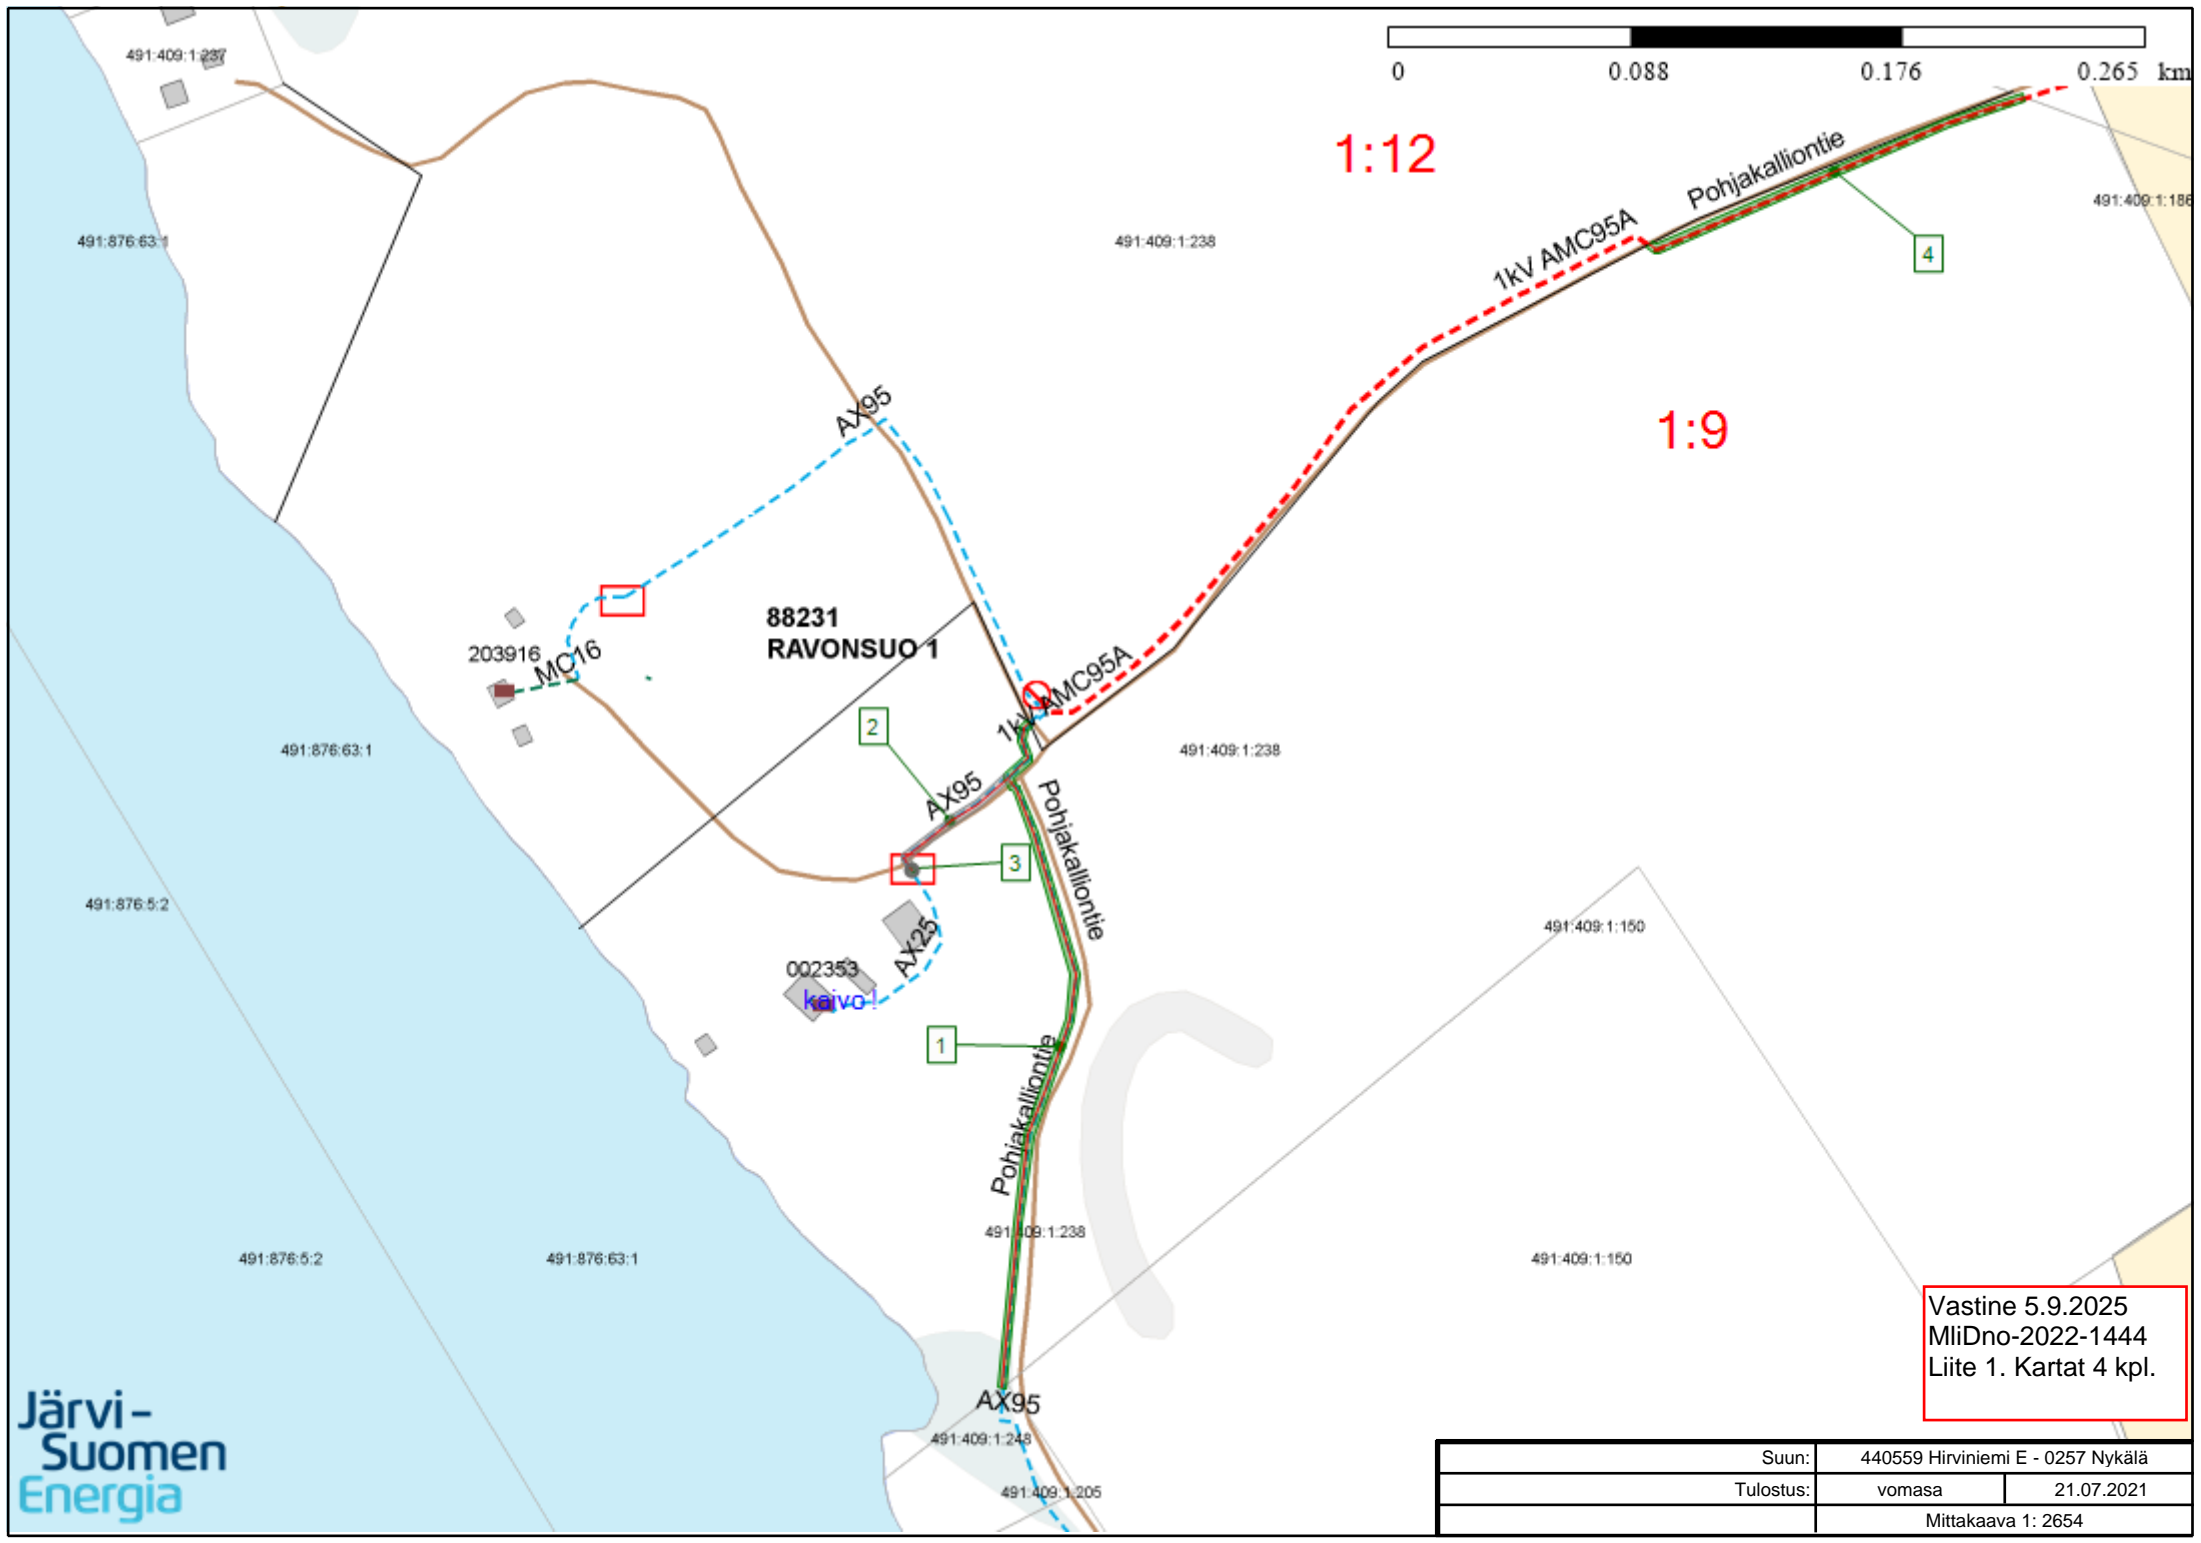 0 0.088 0.176 0.265 km
491:409:1:237
1:12
Pohjakalliontie
491:409:1:186
491:876:63:1
491:409:1:238
1kV AMC95A
4
AX95
1:9
88231
RAVONSUO 1
203916
MC16
1kV AMC95A
2
491:876:63:1
491:409:1:238
AX95
Pohjakalliontie
3
491:876:5:2
491:409:1:150
AX25
002353
kaivo !
1
Pohjakalliontie
491:409:1:238
491:876:5:2
491:876:63:1
491:409:1:150
Vastine 5.9.2025
MliDno-2022-1444
Liite 1. Kartat 4 kpl.
AX95
491:409:1:248
491:409:1:205
Järvi-
Suomen
Energia
Suun: 440559 Hirviniemi E - 0257 Nykälä
Tulostus: vomasa 21.07.2021
Mittakaava 1: 2654